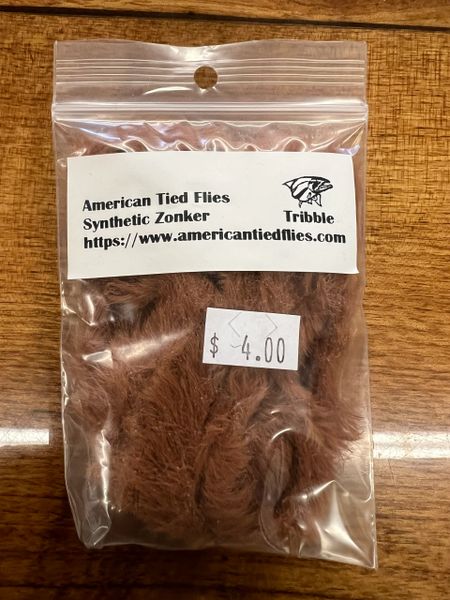 American Tied Flies
Synthetic Zonker
Tribble
https://www.americantiedflies.com
$ 4.00